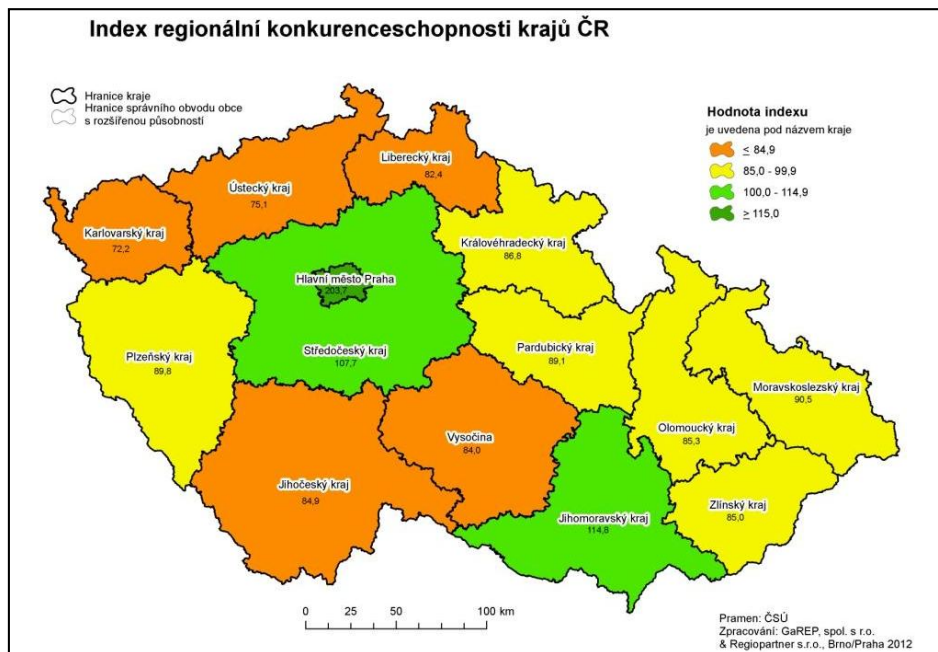 Index regionální konkurenceschopnosti krajů ČR
Hranice kraje
Hranice správního obvodu obce
s rozšířenou působností
Hodnota indexu
je uvedena pod názvem kraje
≤ 84,9
85,0 - 99,9
100,0 - 114,9
≥ 115,0
Liberecký kraj
82,4
Ústecký kraj
75,1
Karlovarský kraj
72,2
Královéhradecký kraj
86,8
Hlavní město Praha
203,7
Středočeský kraj
107,7
Plzeňský kraj
89,8
Pardubický kraj
89,1
Moravskoslezský kraj
90,5
Olomoucký kraj
85,3
Vysočina
84,0
Jihočeský kraj
84,9
Zlínský kraj
85,0
Jihomoravský kraj
114,8
0 25 50 100 km
Pramen: ČSÚ
Zpracování: GaREP, spol. s r.o.
& Regiopartner s.r.o., Brno/Praha 2012